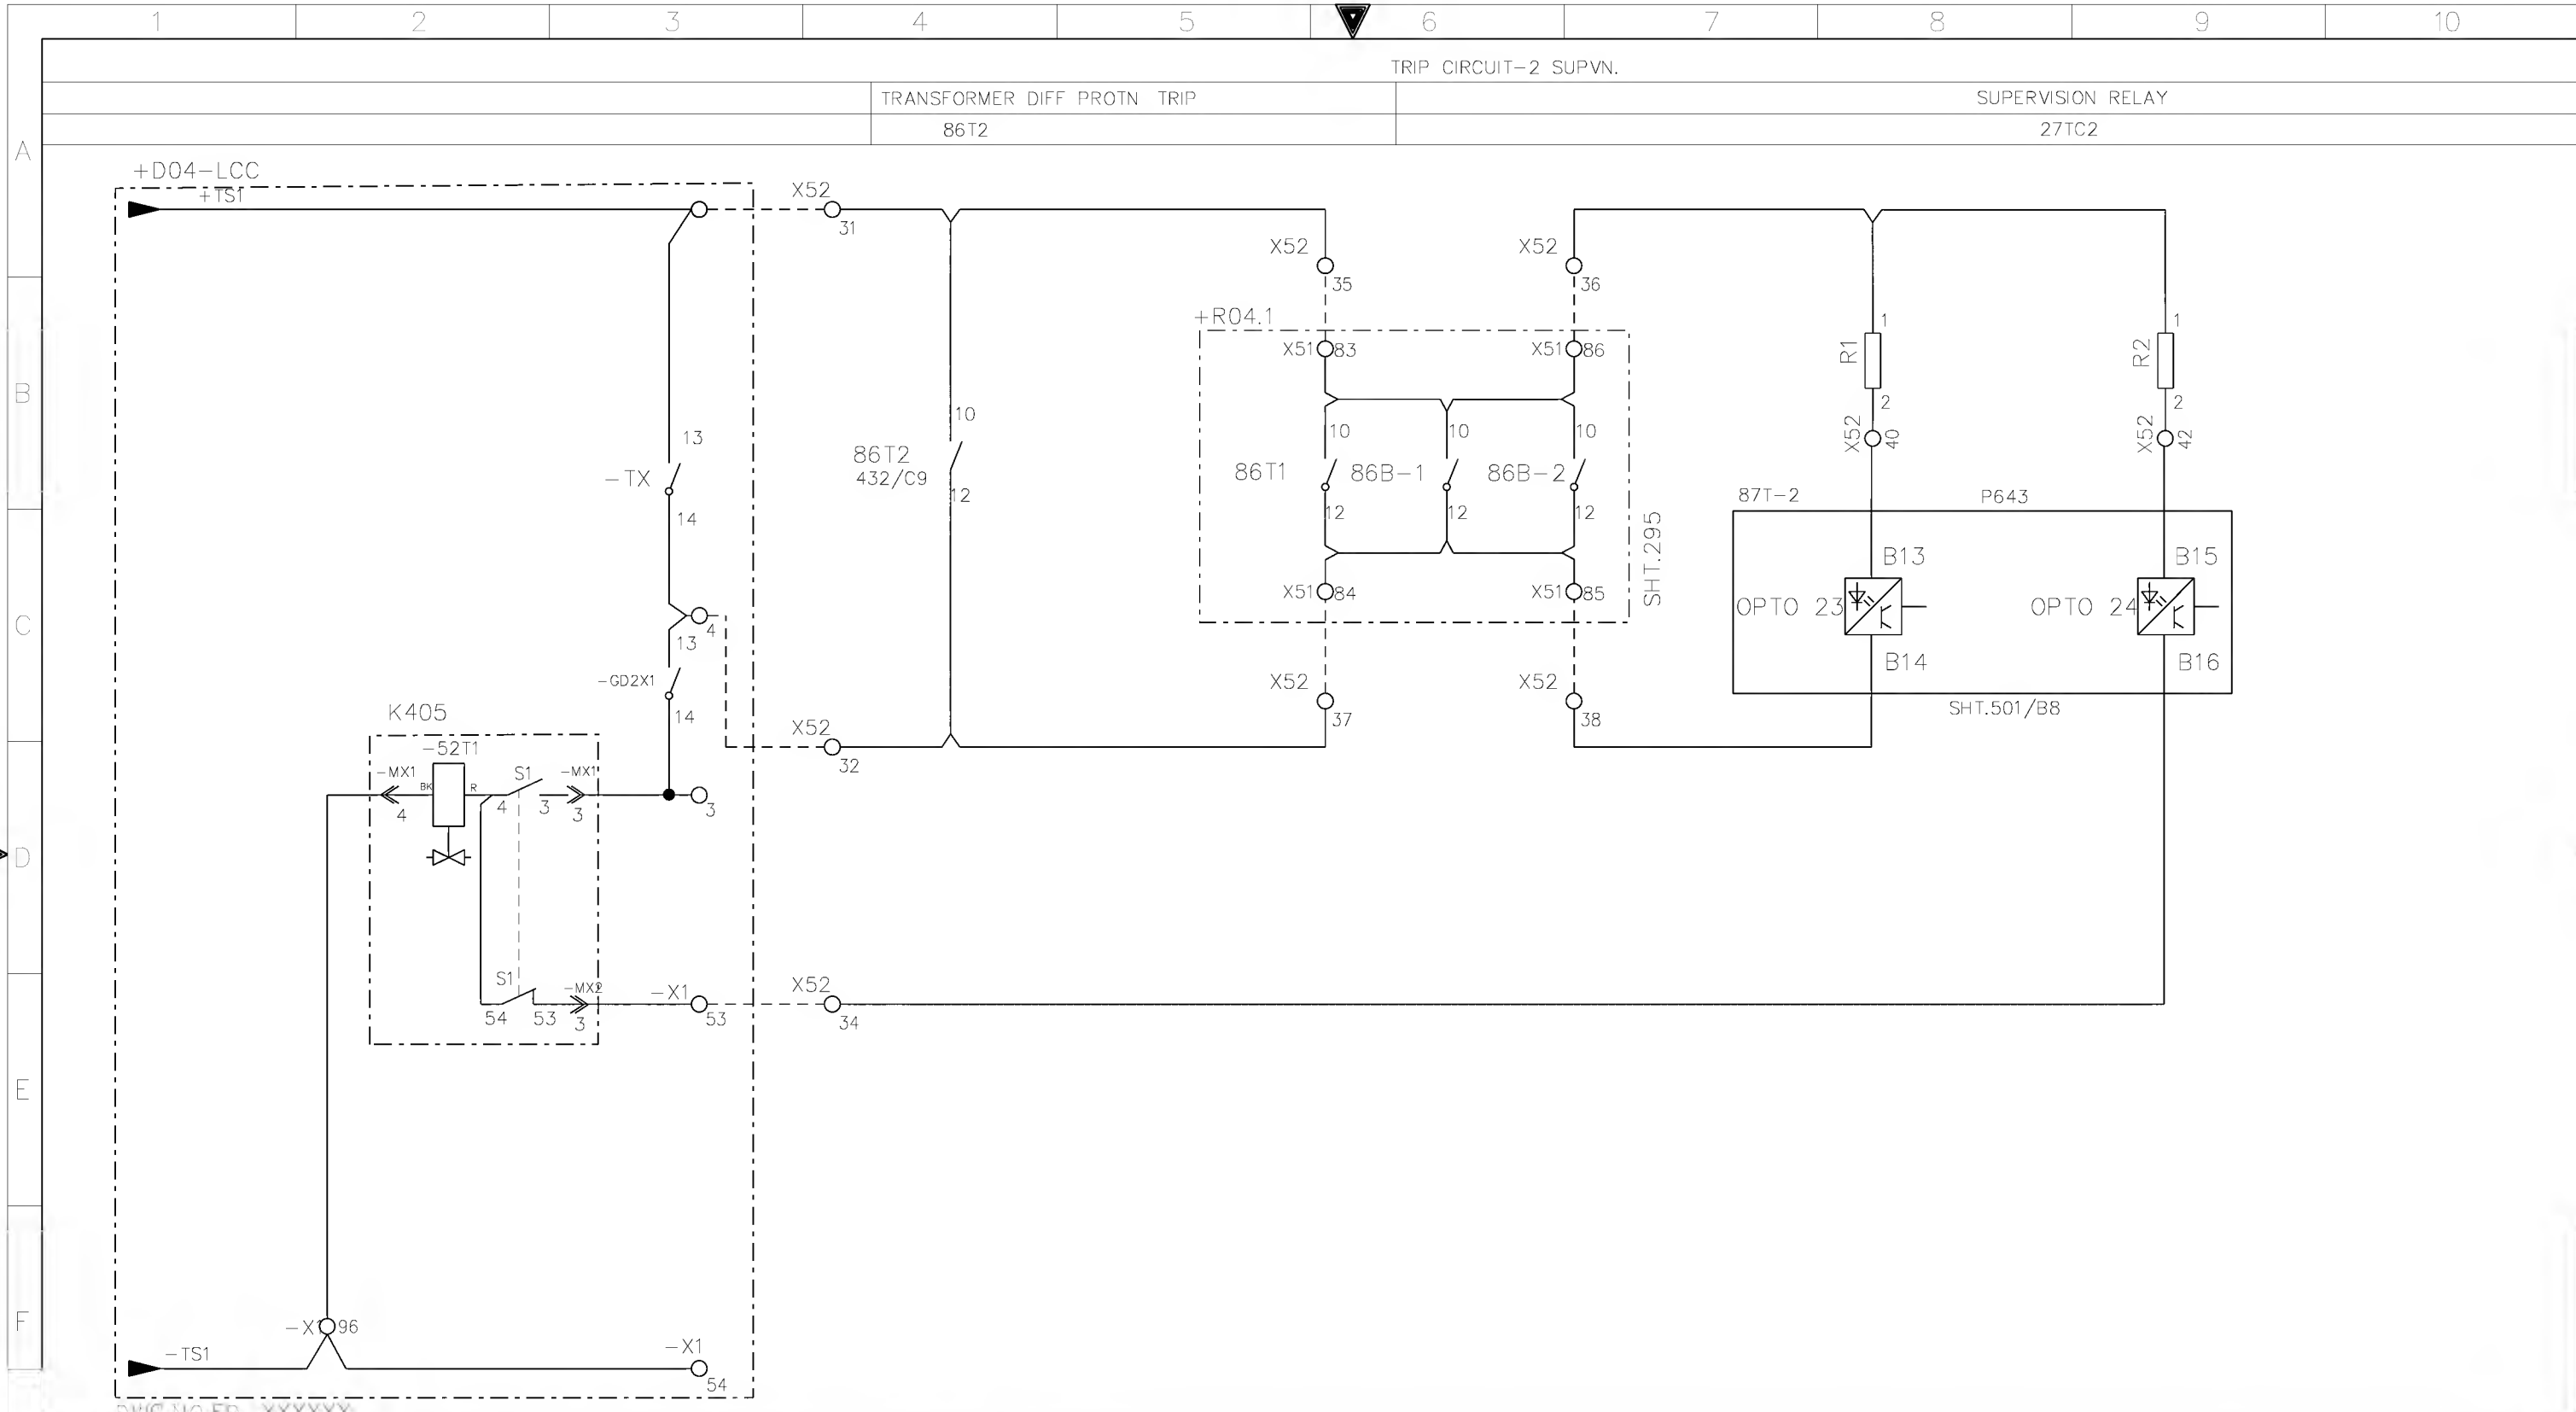 1 2 3 4 5 6 7 8 9 10
TRIP CIRCUIT-2 SUPVN.
TRANSFORMER DIFF PROTN TRIP
SUPERVISION RELAY
86T2
27TC2
A
B
C
D
E
F
+D04-LCC
+TS1
X52
31
X52
35
X52
36
+R04.1
X51 83
X51 86
R1
1
2
R2
1
2
X52
40
X52
42
13
-TX
14
86T2
432/C9
10
12
86T1
10
12
86B-1
10
12
86B-2
10
12
SHT.295
X51 84
X51 85
87T-2
P643
B13
OPTO 23
B14
B15
OPTO 24
B16
SHT.501/B8
4
13
-GD2X1
14
X52
37
X52
38
X52
32
K405
-52T1
-MX1
4
BK
R
S1
4
3
-MX1
3
3
S1
54
53
-MX2
3
-X1
53
X52
34
-X1 96
-TS1
-X1
54